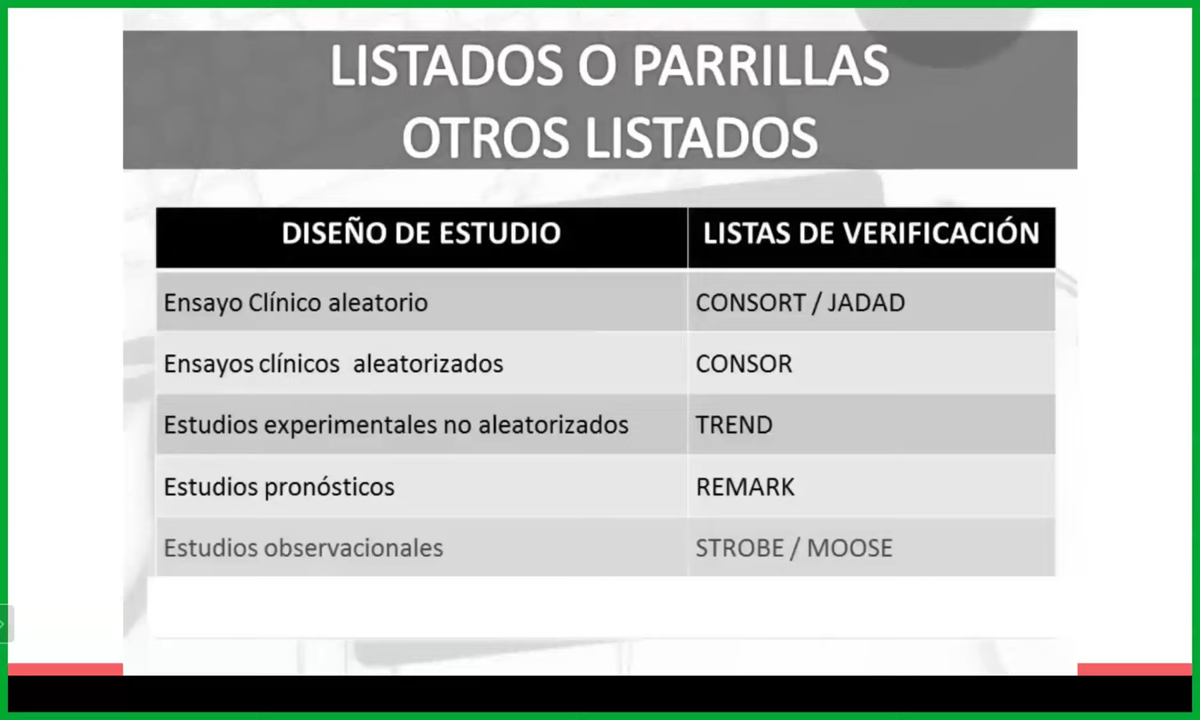 LISTADOS O PARRILLAS
OTROS LISTADOS
DISEÑO DE ESTUDIO LISTAS DE VERIFICACIÓN
Ensayo Clínico aleatorio CONSORT / JADAD
Ensayos clínicos aleatorizados CONSOR
Estudios experimentales no aleatorizados TREND
Estudios pronósticos REMARK
Estudios observacionales STROBE / MOOSE